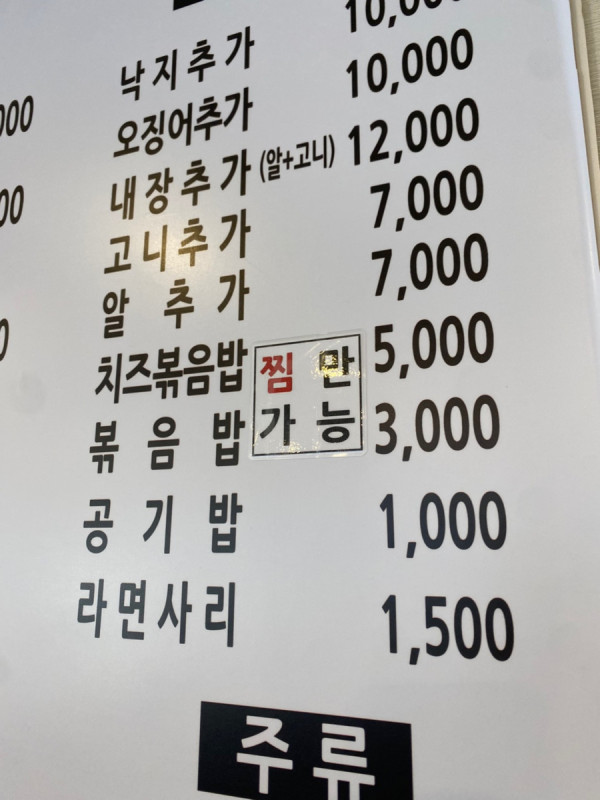 낙지추가 10,000
오징어추가 10,000
내장추가 (알+고니) 12,000
고니추가 7,000
알 추가 7,000
치즈볶음밥 5,000
찜 만
가 능
볶음밥 3,000
공기밥 1,000
라면사리 1,500
주류